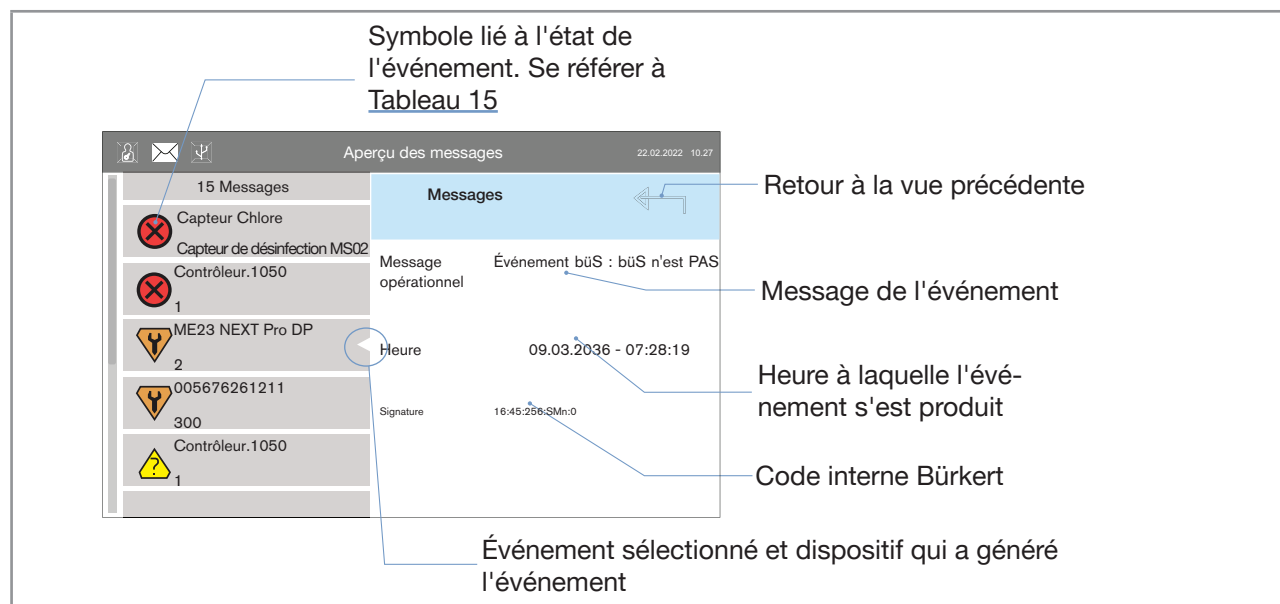 Symbole lié à l'état de
l'événement. Se référer à
Tableau 15
Aperçu des messages
22.02.2022 10.27
15 Messages
Messages
Retour à la vue précédente
Capteur Chlore
Capteur de désinfection MS02
Message
opérationnel
Événement büS : büS n'est PAS
Message de l'événement
Contrôleur.1050
1
ME23 NEXT Pro DP
2
Heure
09.03.2036 - 07:28:19
Heure à laquelle l'évé-
nement s'est produit
005676261211
300
Signature
16:45:256:SMn:0
Code interne Bürkert
Contrôleur.1050
1
Événement sélectionné et dispositif qui a généré
l'événement